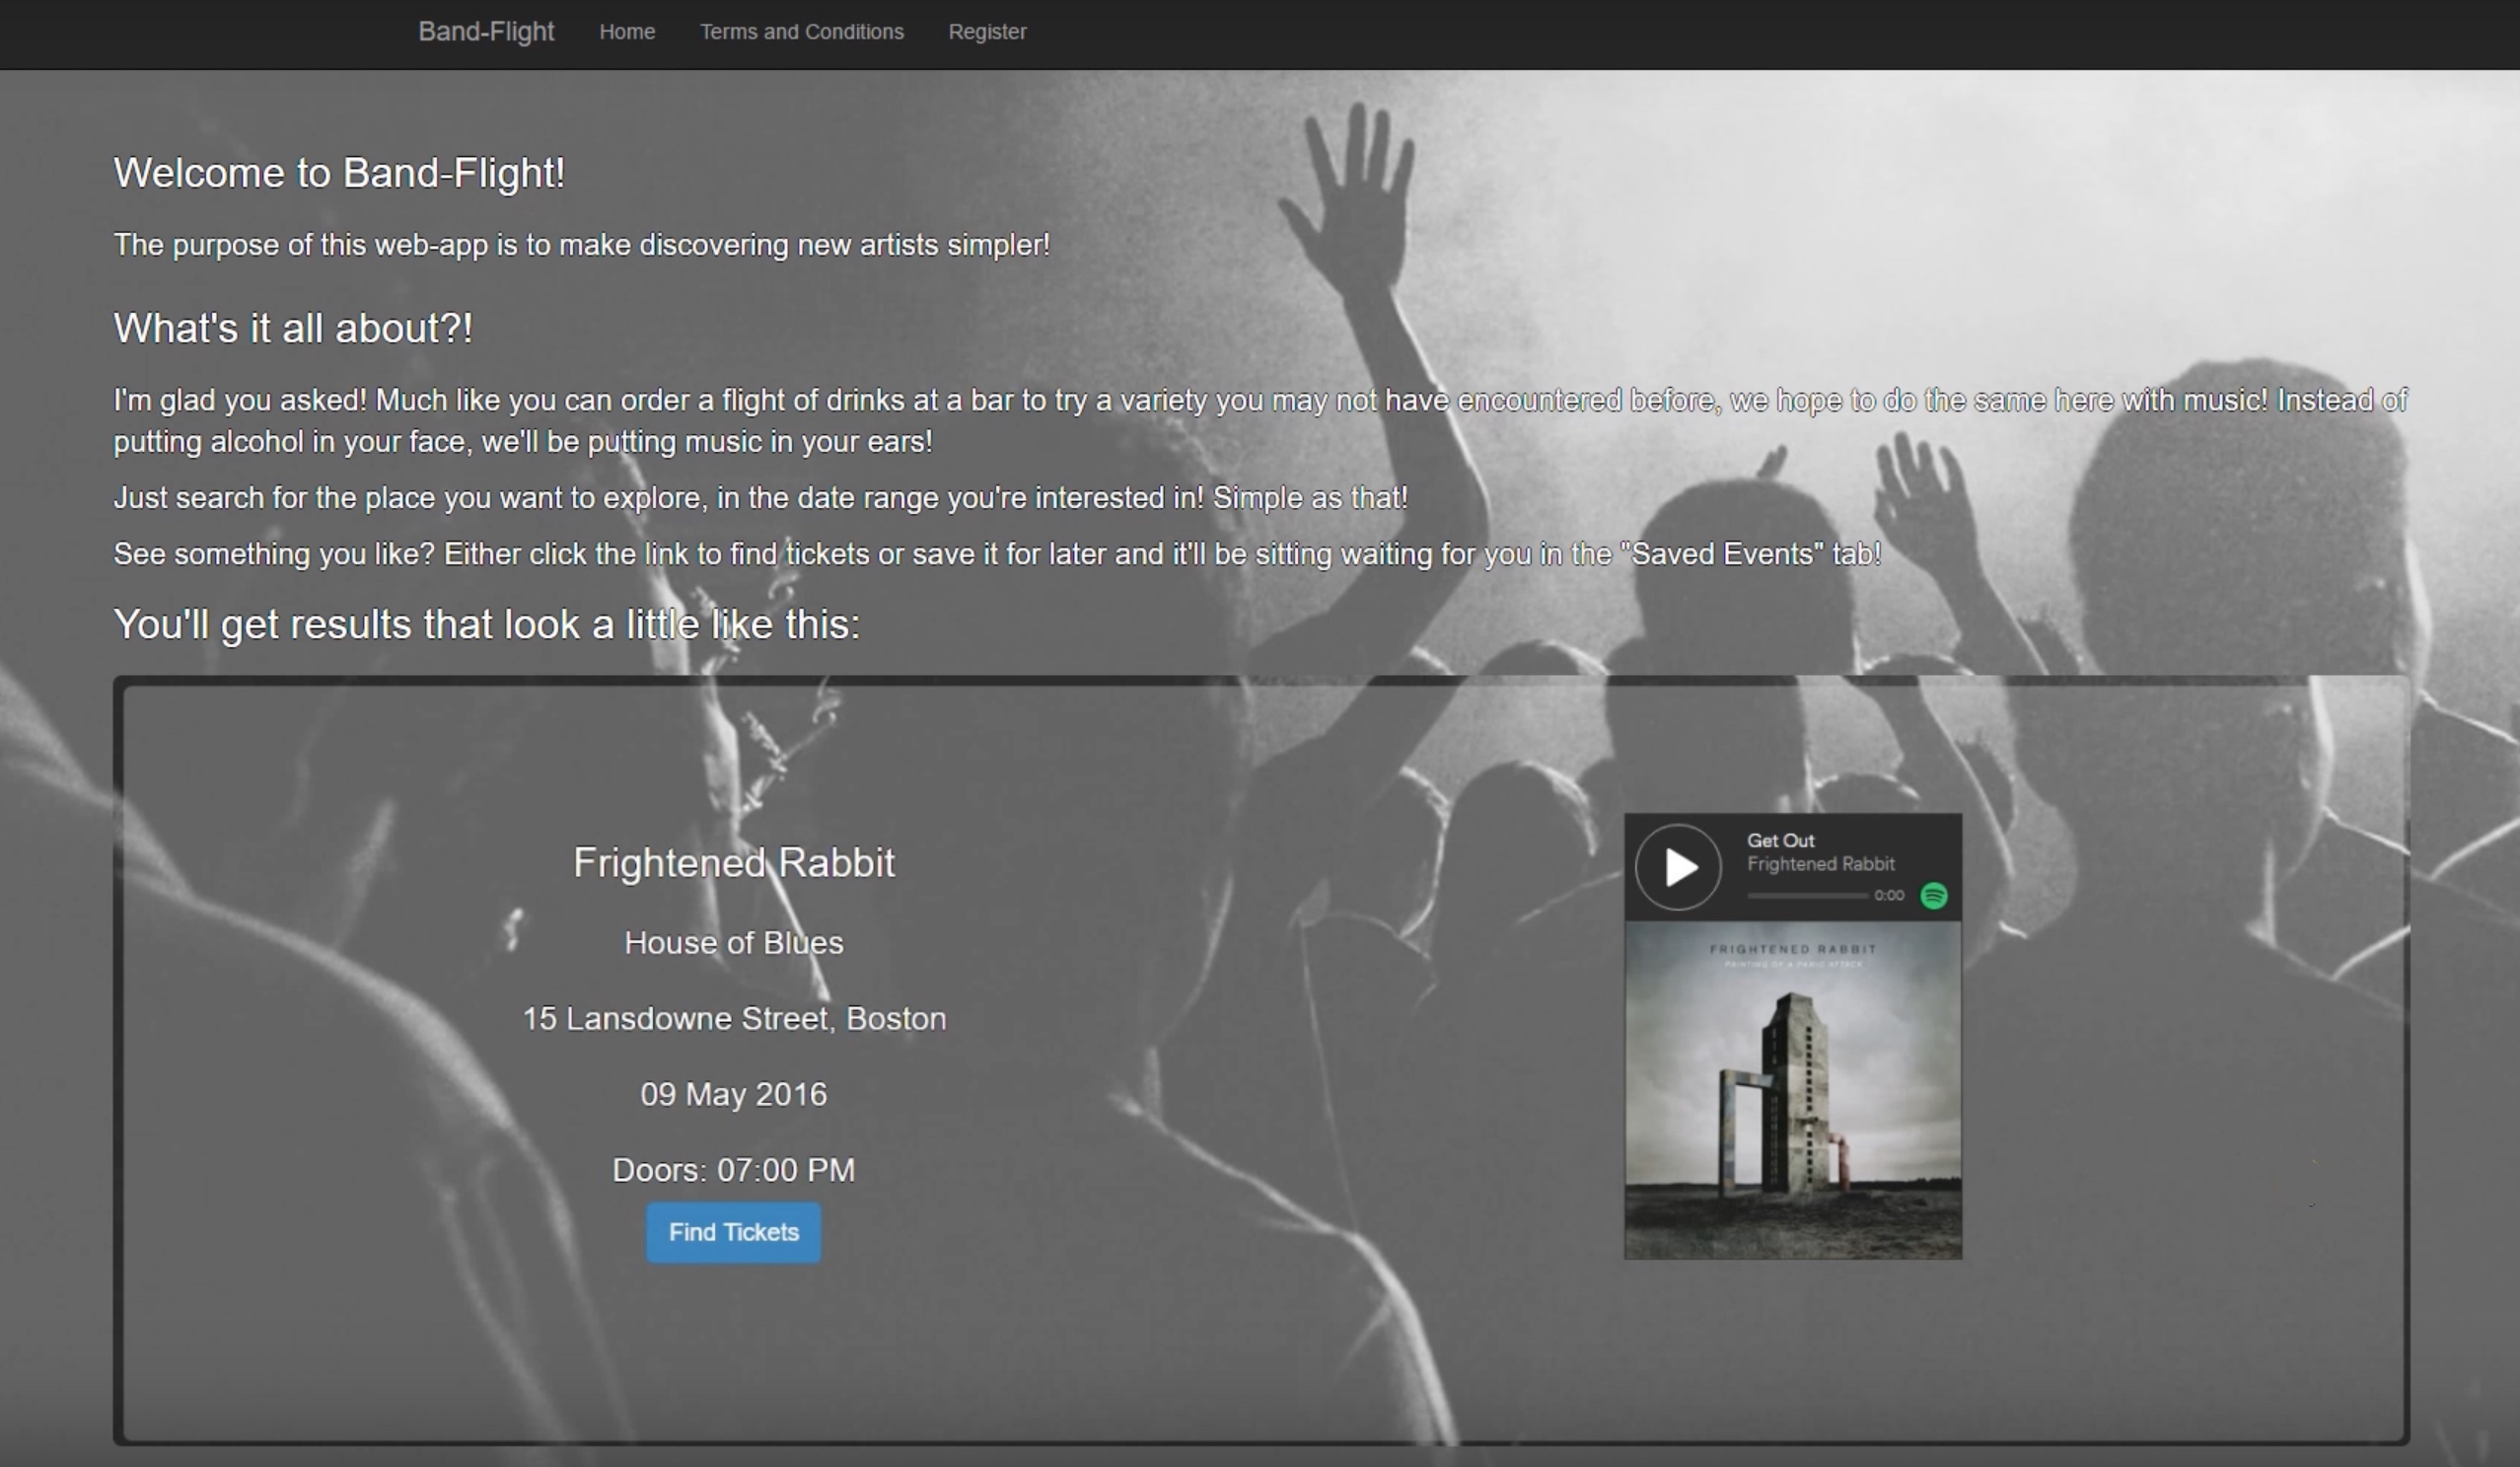 Band-Flight Home Terms and Conditions Register
Welcome to Band-Flight!
The purpose of this web-app is to make discovering new artists simpler!
What's it all about?!
I'm glad you asked! Much like you can order a flight of drinks at a bar to try a variety you may not have encountered before, we hope to do the same here with music! Instead of
putting alcohol in your face, we'll be putting music in your ears!
Just search for the place you want to explore, in the date range you're interested in! Simple as that!
See something you like? Either click the link to find tickets or save it for later and it'll be sitting waiting for you in the "Saved Events" tab!
You'll get results that look a little like this:
Frightened Rabbit
House of Blues
15 Lansdowne Street, Boston
09 May 2016
Doors: 07:00 PM
Find Tickets
Get Out
Frightened Rabbit
0:00
FRIGHTENED RABBIT
PAINTING OF A PANIC ATTACK